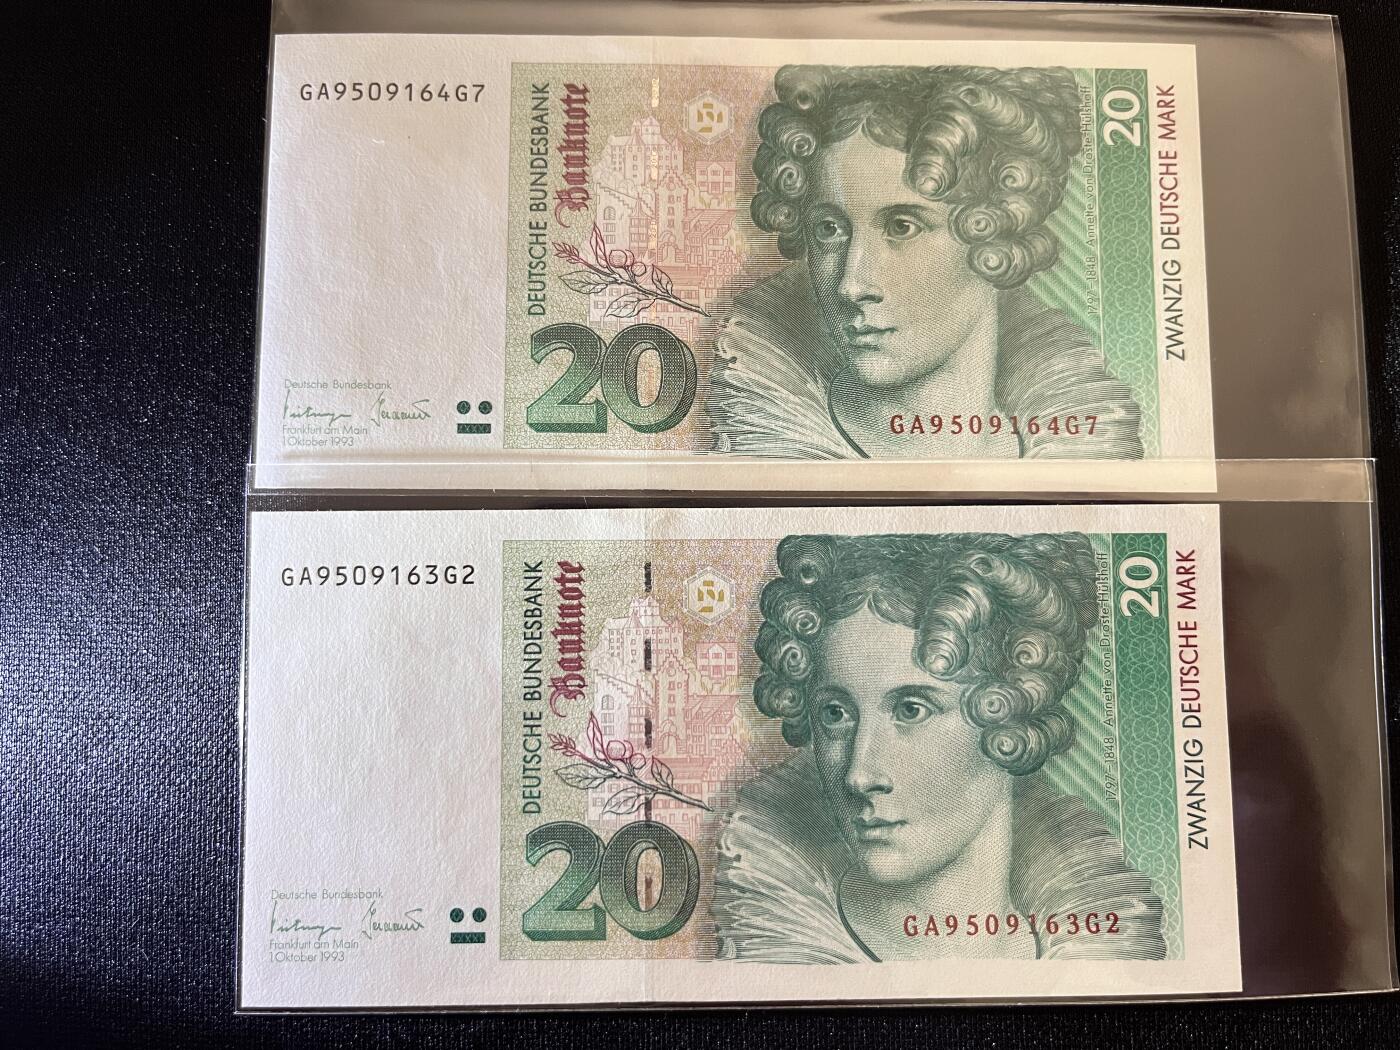 GA9509164G7
DEUTSCHE BUNDESBANK
Banknote
20
Deutsche Bundesbank
Frankfurt am Main
1.Oktober 1993
1797–1848 Annette von Droste-Hülshoff
20
ZWANZIG DEUTSCHE MARK
GA9509164G7
GA9509163G2
DEUTSCHE BUNDESBANK
Banknote
20
Deutsche Bundesbank
Frankfurt am Main
1.Oktober 1993
1797–1848 Annette von Droste-Hülshoff
20
ZWANZIG DEUTSCHE MARK
GA9509163G2